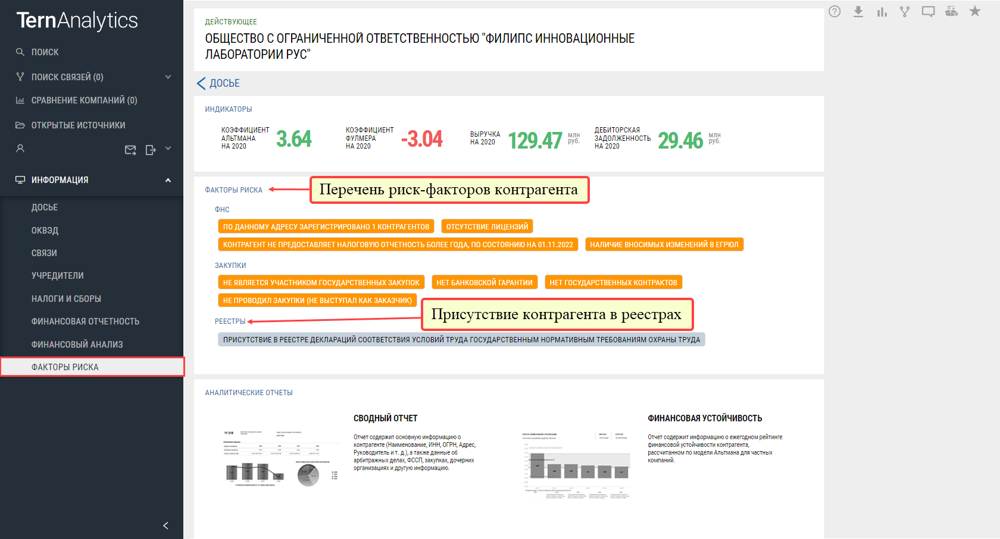 TernAnalytics
ПОИСК
ПОИСК СВЯЗЕЙ (0)
СРАВНЕНИЕ КОМПАНИЙ (0)
ОТКРЫТЫЕ ИСТОЧНИКИ
ИНФОРМАЦИЯ
ДОСЬЕ
ОКВЭД
СВЯЗИ
УЧРЕДИТЕЛИ
НАЛОГИ И СБОРЫ
ФИНАНСОВАЯ ОТЧЕТНОСТЬ
ФИНАНСОВЫЙ АНАЛИЗ
ФАКТОРЫ РИСКА
ДЕЙСТВУЮЩЕЕ
ОБЩЕСТВО С ОГРАНИЧЕННОЙ ОТВЕТСТВЕННОСТЬЮ "ФИЛИПС ИННОВАЦИОННЫЕ
ЛАБОРАТОРИИ РУС"
ДОСЬЕ
ИНДИКАТОРЫ
КОЭФФИЦИЕНТ
АЛЬТМАНА
НА 2020
3.64
КОЭФФИЦИЕНТ
ФУЛМЕРА
НА 2020
-3.04
ВЫРУЧКА
НА 2020
129.47
МЛН
РУБ.
ДЕБИТОРСКАЯ
ЗАДОЛЖЕННОСТЬ
НА 2020
29.46
МЛН
РУБ.
ФАКТОРЫ РИСКА
Перечень риск-факторов контрагента
ФНС
ПО ДАННОМУ АДРЕСУ ЗАРЕГИСТРИРОВАНО 1 КОНТРАГЕНТОВ ОТСУТСТВИЕ ЛИЦЕНЗИЙ
КОНТРАГЕНТ НЕ ПРЕДОСТАВЛЯЕТ НАЛОГОВУЮ ОТЧЕТНОСТЬ БОЛЕЕ ГОДА, ПО СОСТОЯНИЮ НА 01.11.2022 НАЛИЧИЕ ВНОСИМЫХ ИЗМЕНЕНИЙ В ЕГРЮЛ
ЗАКУПКИ
НЕ ЯВЛЯЕТСЯ УЧАСТНИКОМ ГОСУДАРСТВЕННЫХ ЗАКУПОК НЕТ БАНКОВСКОЙ ГАРАНТИИ НЕТ ГОСУДАРСТВЕННЫХ КОНТРАКТОВ
НЕ ПРОВОДИЛ ЗАКУПКИ (НЕ ВЫСТУПАЛ КАК ЗАКАЗЧИК)
Присутствие контрагента в реестрах
РЕЕСТРЫ
ПРИСУТСТВИЕ В РЕЕСТРЕ ДЕКЛАРАЦИЙ СООТВЕТСТВИЯ УСЛОВИЙ ТРУДА ГОСУДАРСТВЕННЫМ НОРМАТИВНЫМ ТРЕБОВАНИЯМ ОХРАНЫ ТРУДА
АНАЛИТИЧЕСКИЕ ОТЧЕТЫ
СВОДНЫЙ ОТЧЕТ
Отчет содержит основную информацию о
контрагенте (Наименование, ИНН, ОГРН, Адрес,
Руководитель и т. д.), а также данные об
арбитражных делах, ФССП, закупках, дочерних
организациях и другую информацию.
ФИНАНСОВАЯ УСТОЙЧИВОСТЬ
Отчет содержит информацию о ежегодном рейтинге
финансовой устойчивости контрагента,
рассчитанном по модели Альтмана для частных
компаний.